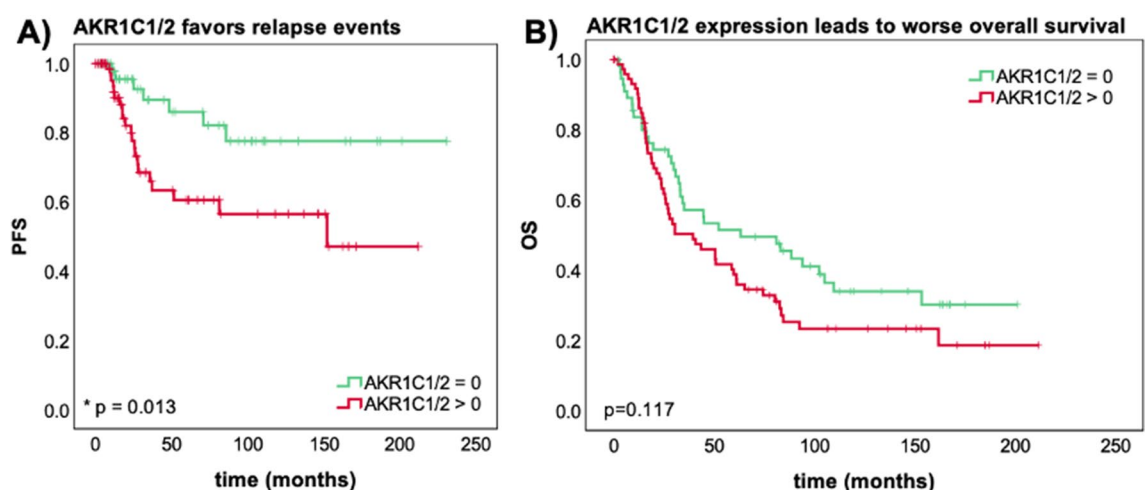 A) AKR1C1/2 favors relapse events
1.0
0.8
0.6
0.4
0.2
0.0
PFS
AKR1C1/2 = 0
AKR1C1/2 > 0
* p = 0.013
0 50 100 150 200 250
time (months)
B) AKR1C1/2 expression leads to worse overall survival
1.0
0.8
0.6
0.4
0.2
0.0
OS
AKR1C1/2 = 0
AKR1C1/2 > 0
p=0.117
0 50 100 150 200 250
time (months)